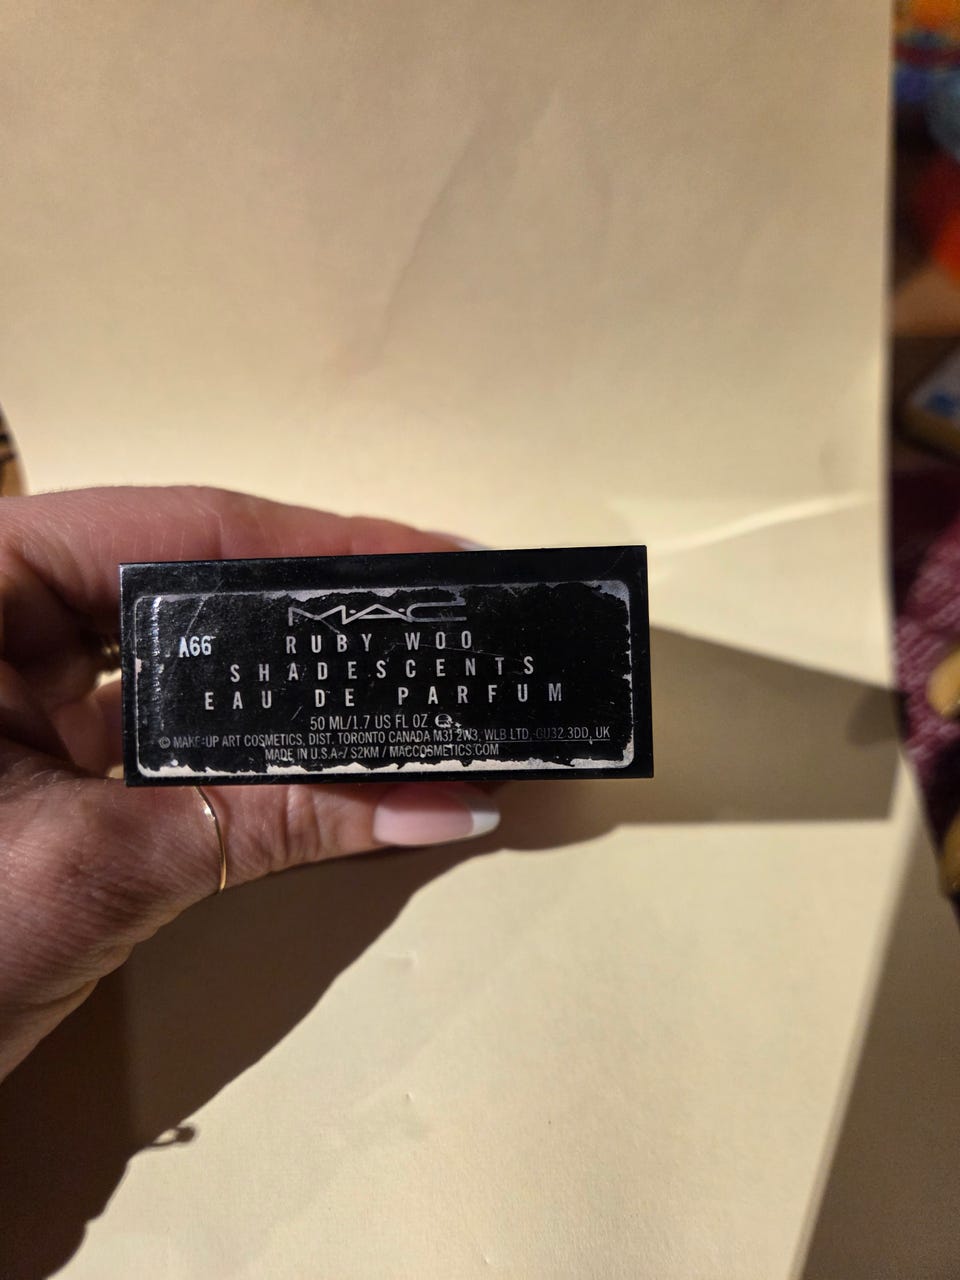 MAC
A66
RUBY WOO
SHADESCENTS
EAU DE PARFUM
50 ML/1.7 US FL OZ ℮
© MAKE-UP ART COSMETICS, DIST. TORONTO CANADA M3J 2W3, WLB LTD, GU32 3DD, UK
MADE IN U.S.A. / S2KM / MACCOSMETICS.COM